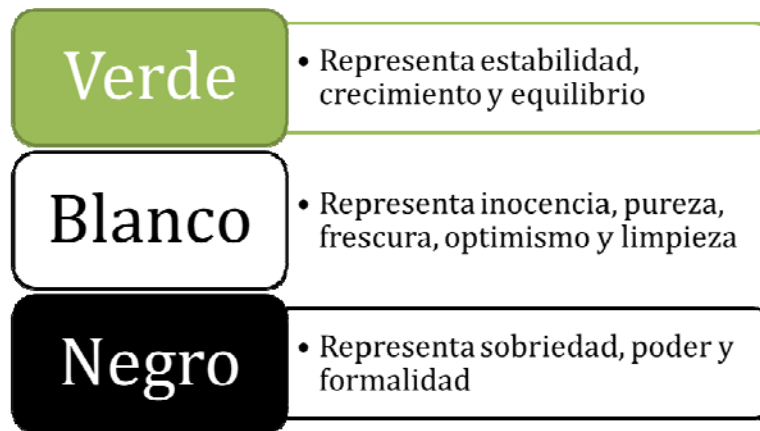 Verde
• Representa estabilidad,
crecimiento y equilibrio
Blanco
• Representa inocencia, pureza,
frescura, optimismo y limpieza
Negro
• Representa sobriedad, poder y
formalidad